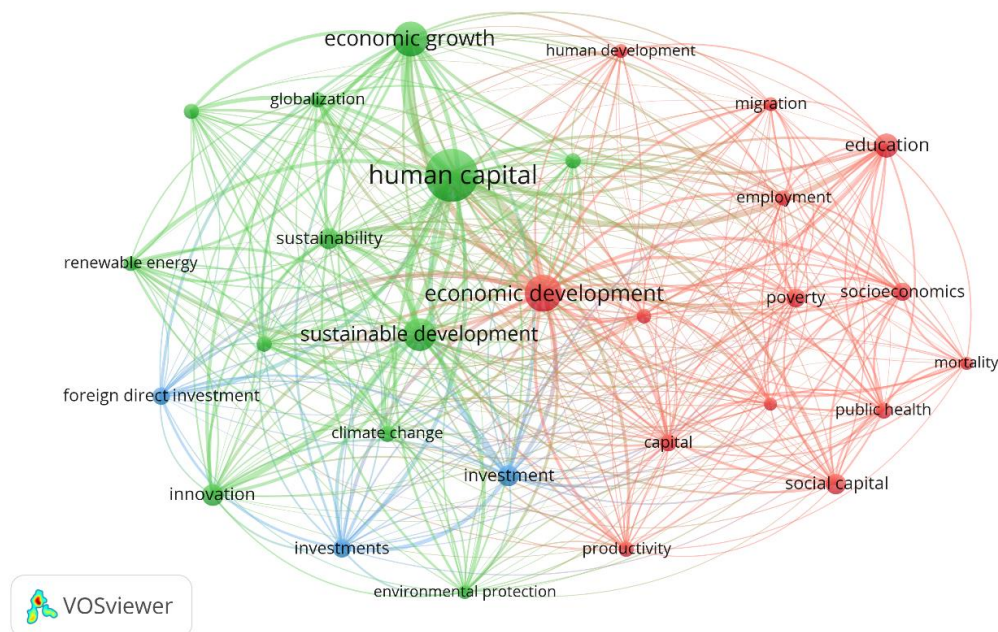 economic growth
human development
globalization
migration
education
human capital
employment
sustainability
renewable energy
economic development
poverty
socioeconomics
sustainable development
mortality
foreign direct investment
public health
climate change
capital
investment
social capital
innovation
investments
productivity
environmental protection
VOSviewer